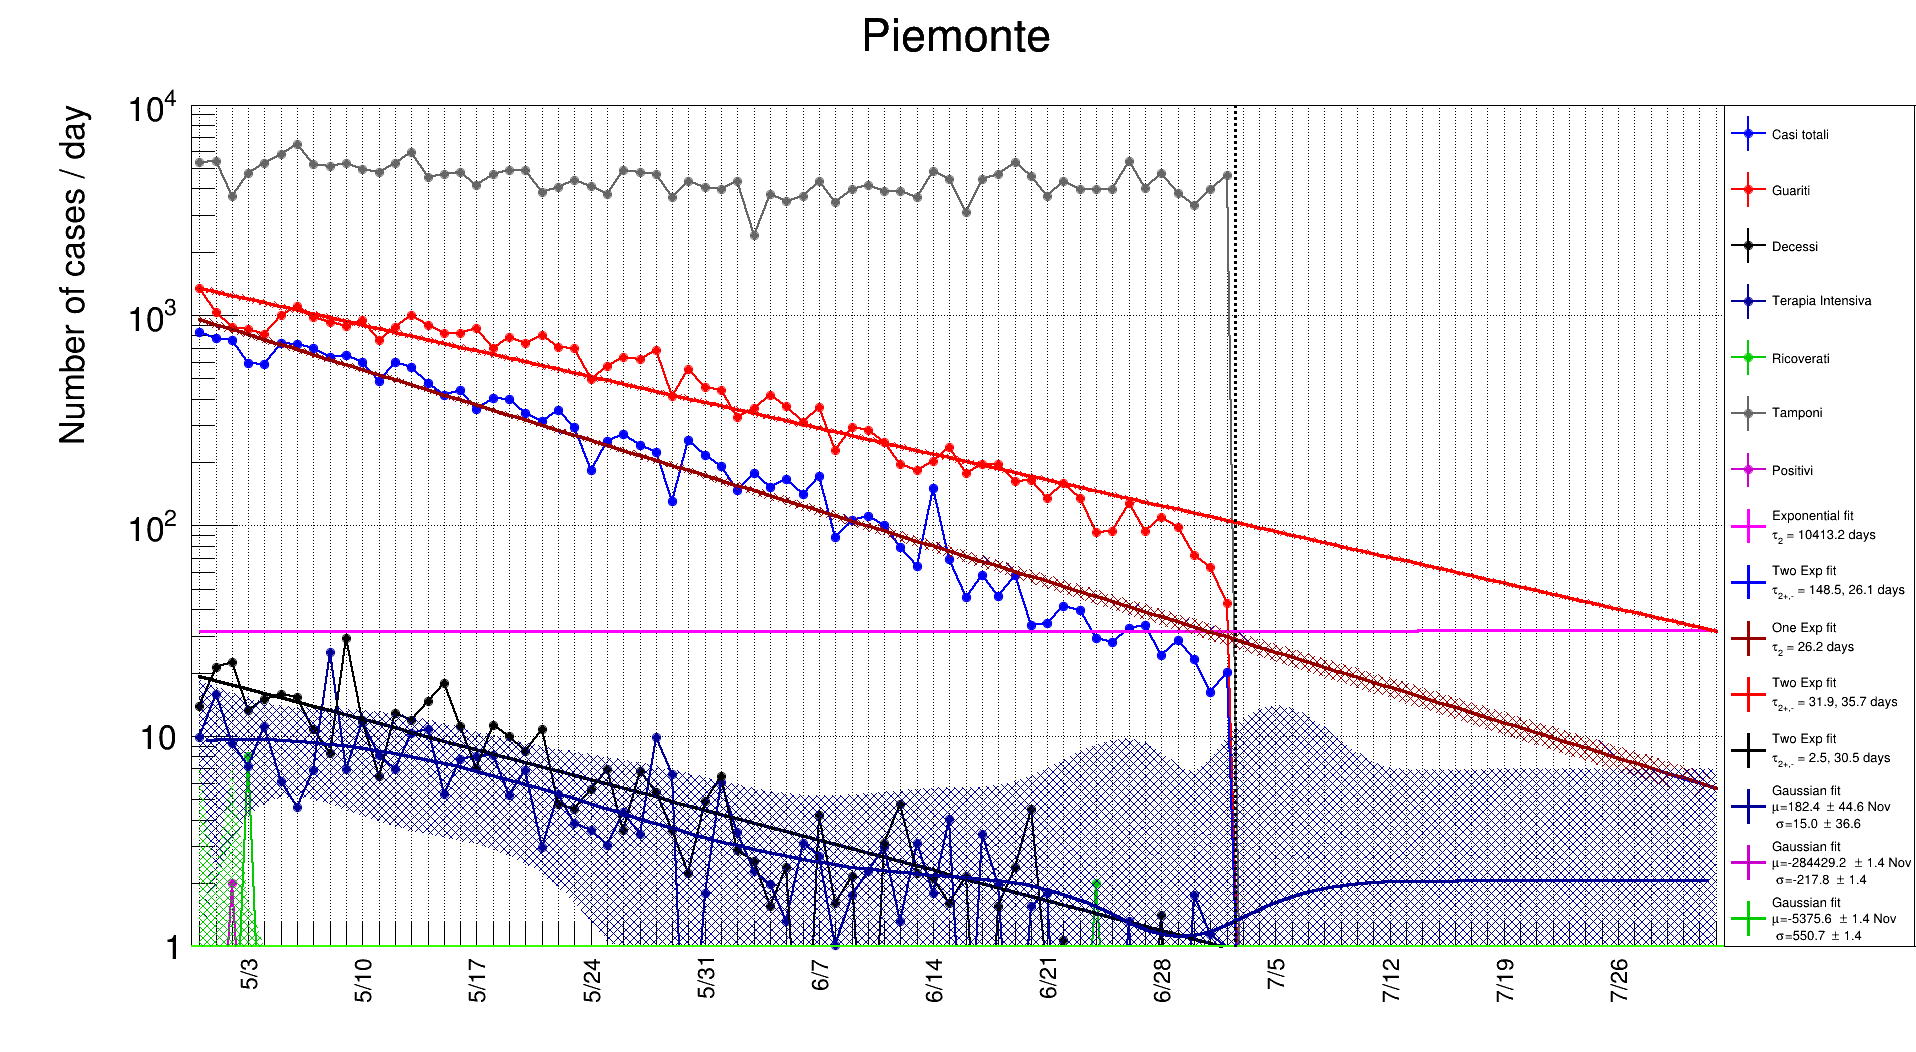 Piemonte
Number of cases / day
10^4
10^3
10^2
10
1
5/3
5/10
5/17
5/24
5/31
6/7
6/14
6/21
6/28
7/5
7/12
7/19
7/26
Casi totali
Guariti
Decessi
Terapia Intensiva
Ricoverati
Tamponi
Positivi
Exponential fit
τ2 = 10413.2 days
Two Exp fit
τ2+,- = 148.5, 26.1 days
One Exp fit
τ2 = 26.2 days
Two Exp fit
τ2+,- = 31.9, 35.7 days
Two Exp fit
τ2+,- = 2.5, 30.5 days
Gaussian fit
μ=182.4 ± 44.6 Nov
σ=15.0 ± 36.6
Gaussian fit
μ=-284429.2 ± 1.4 Nov
σ=-217.8 ± 1.4
Gaussian fit
μ=-5375.6 ± 1.4 Nov
σ=550.7 ± 1.4